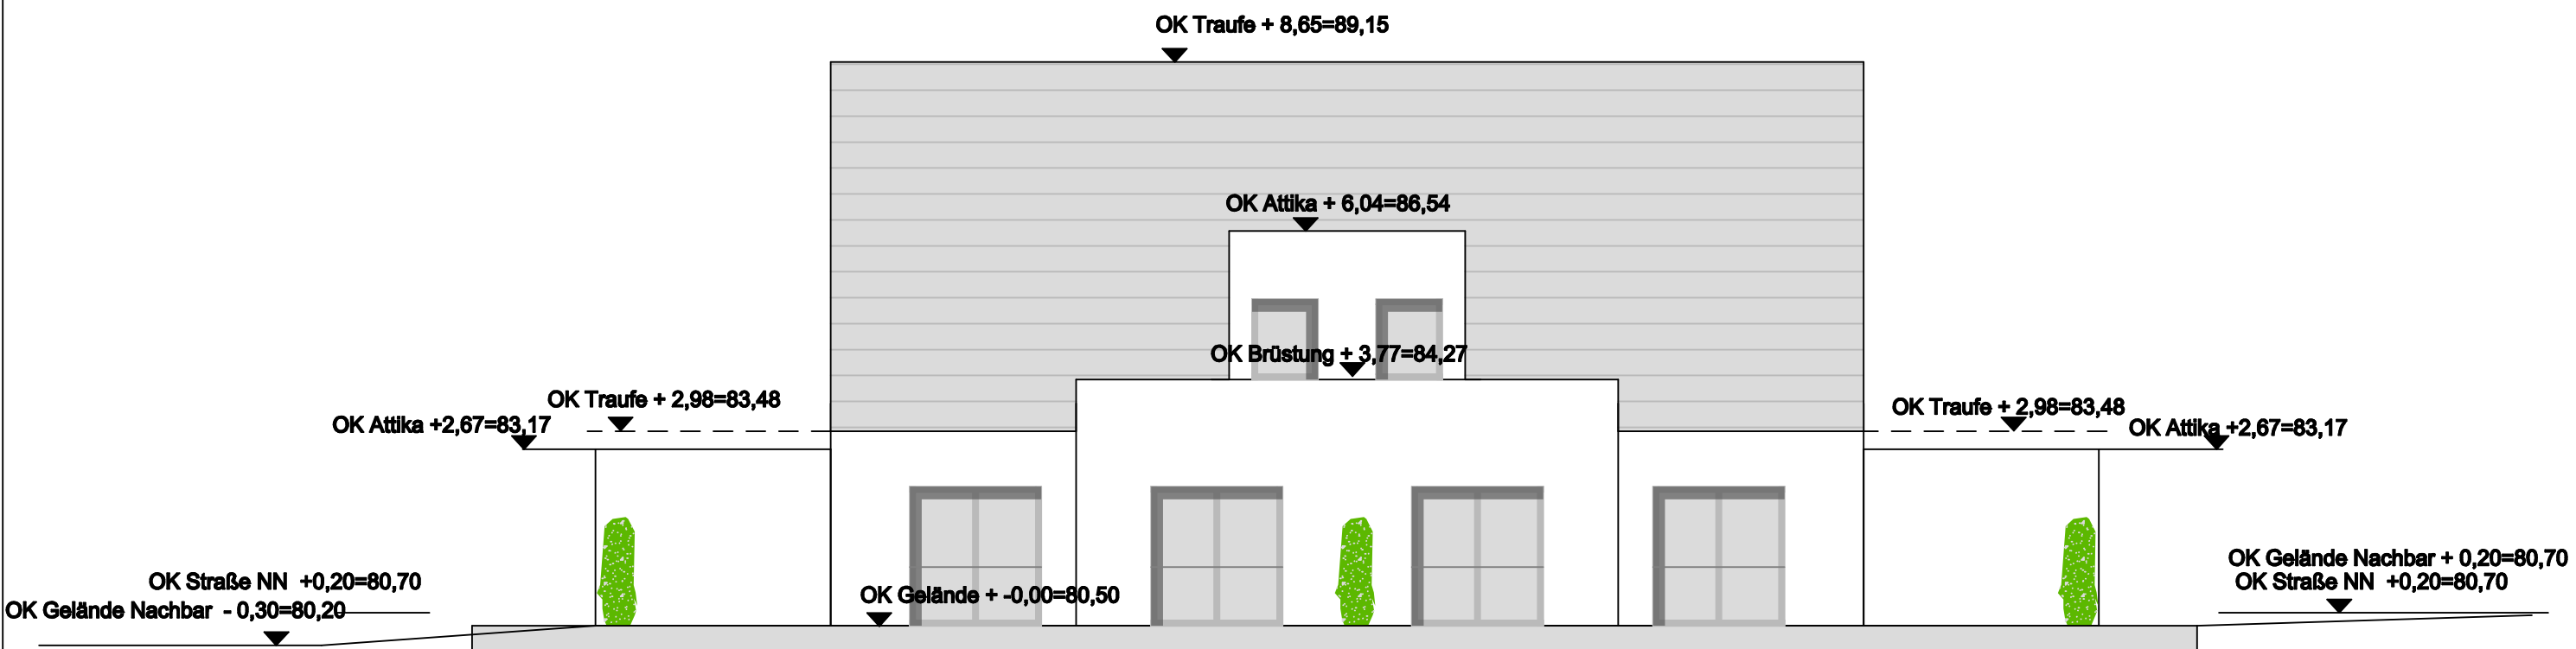 OK Traufe + 8,65=89,15
OK Attika + 6,04=86,54
OK Brüstung + 3,77=84,27
OK Traufe + 2,98=83,48
OK Attika +2,67=83,17
OK Traufe + 2,98=83,48
OK Attika +2,67=83,17
OK Straße NN +0,20=80,70
OK Gelände Nachbar - 0,30=80,20
OK Gelände + -0,00=80,50
OK Gelände Nachbar + 0,20=80,70
OK Straße NN +0,20=80,70